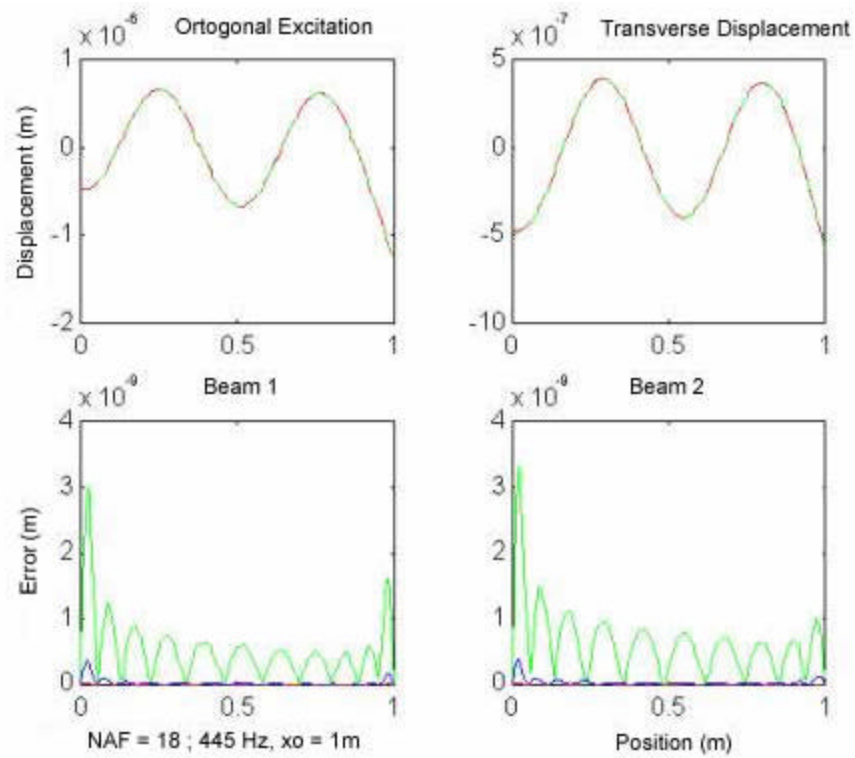 Ortogonal Excitation
Transverse Displacement
x 10⁻⁶
x 10⁻⁷
1
0
-1
-2
Displacement (m)
0 0.5 1
5
0
-5
-10
0 0.5 1
Beam 1
Beam 2
x 10⁻⁹
x 10⁻⁹
4
3
2
1
0
Error (m)
0 0.5 1
4
3
2
1
0
0 0.5 1
NAF = 18 ; 445 Hz, xo = 1m
Position (m)